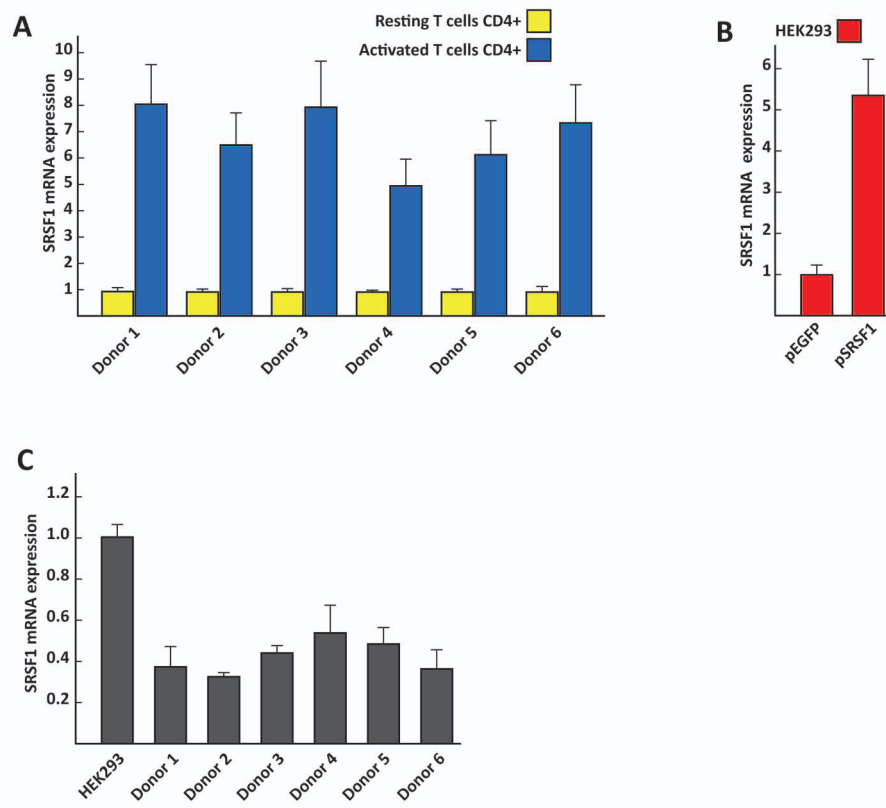 A
Resting T cells CD4+
Activated T cells CD4+
SRSF1 mRNA expression
10
9
8
7
6
5
4
3
2
1
Donor 1
Donor 2
Donor 3
Donor 4
Donor 5
Donor 6
B
HEK293
SRSF1 mRNA expression
6
5
4
3
2
1
pEGFP
pSRSF1
C
SRSF1 mRNA expression
1.2
1.0
0.8
0.6
0.4
0.2
HEK293
Donor 1
Donor 2
Donor 3
Donor 4
Donor 5
Donor 6